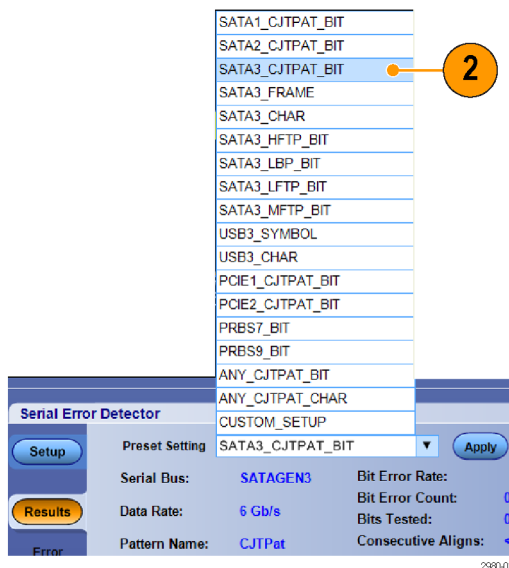 SATA1_CJTPAT_BIT
SATA2_CJTPAT_BIT
SATA3_CJTPAT_BIT
2
SATA3_FRAME
SATA3_CHAR
SATA3_HFTP_BIT
SATA3_LBP_BIT
SATA3_LFTP_BIT
SATA3_MFTP_BIT
USB3_SYMBOL
USB3_CHAR
PCIE1_CJTPAT_BIT
PCIE2_CJTPAT_BIT
PRBS7_BIT
PRBS9_BIT
ANY_CJTPAT_BIT
ANY_CJTPAT_CHAR
CUSTOM_SETUP
Serial Error Detector
Setup
Preset Setting SATA3_CJTPAT_BIT Apply
Serial Bus: SATAGEN3 Bit Error Rate:
Bit Error Count:
Results
Data Rate: 6 Gb/s
Bits Tested:
Pattern Name: CJTPat Consecutive Aligns:
Error